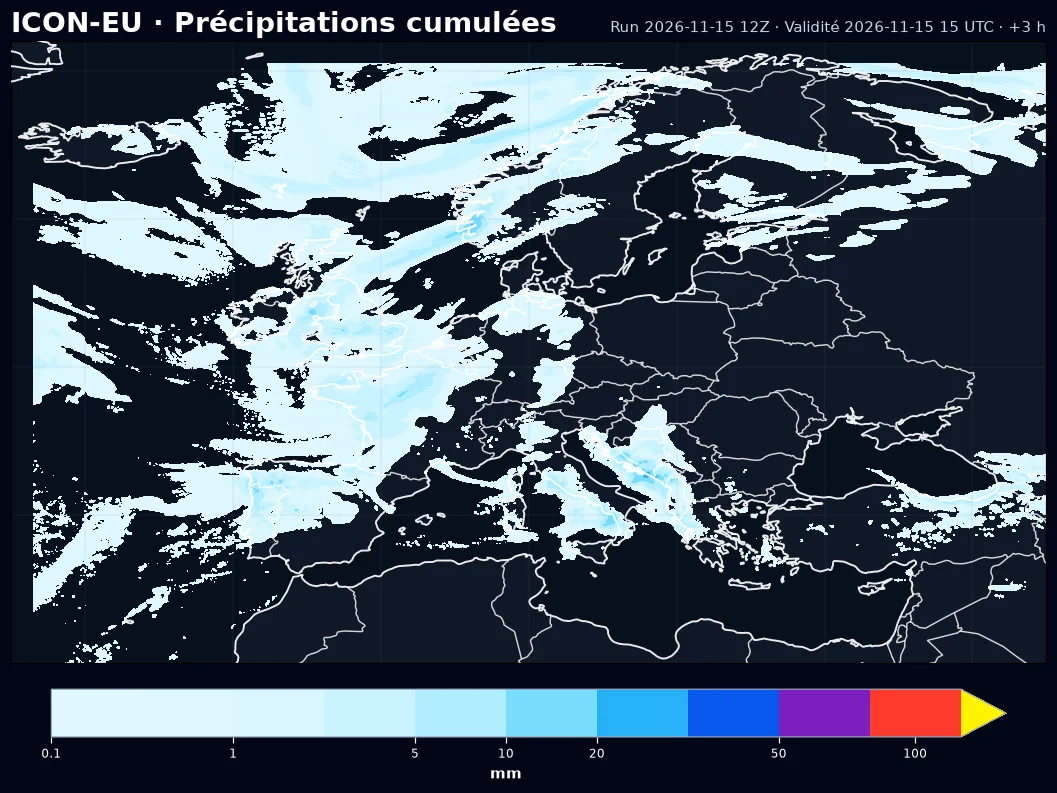 ICON-EU · Précipitations cumulées
Run 2026-11-15 12Z · Validité 2026-11-15 15 UTC · +3 h
0.1 1 5 10 20 50 100
mm